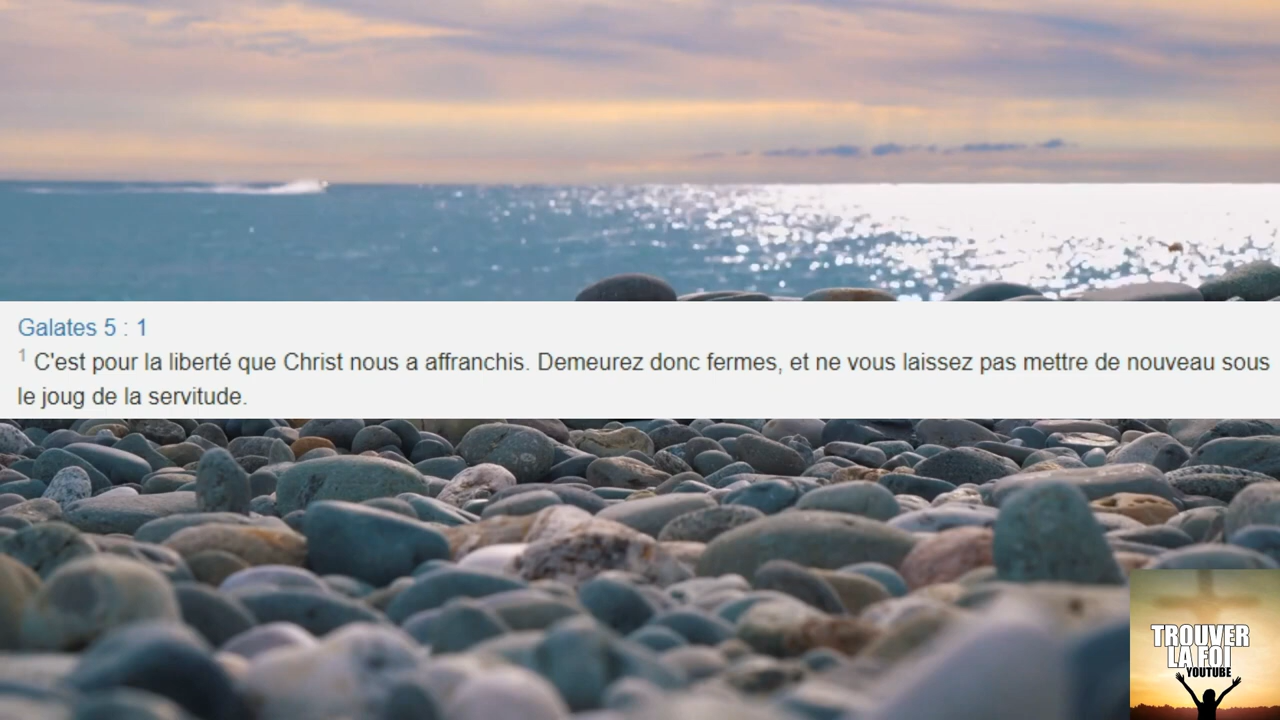 Galates 5 : 1
1 C'est pour la liberté que Christ nous a affranchis. Demeurez donc fermes, et ne vous laissez pas mettre de nouveau sous
le joug de la servitude.
TROUVER
LA FOI
YOUTUBE